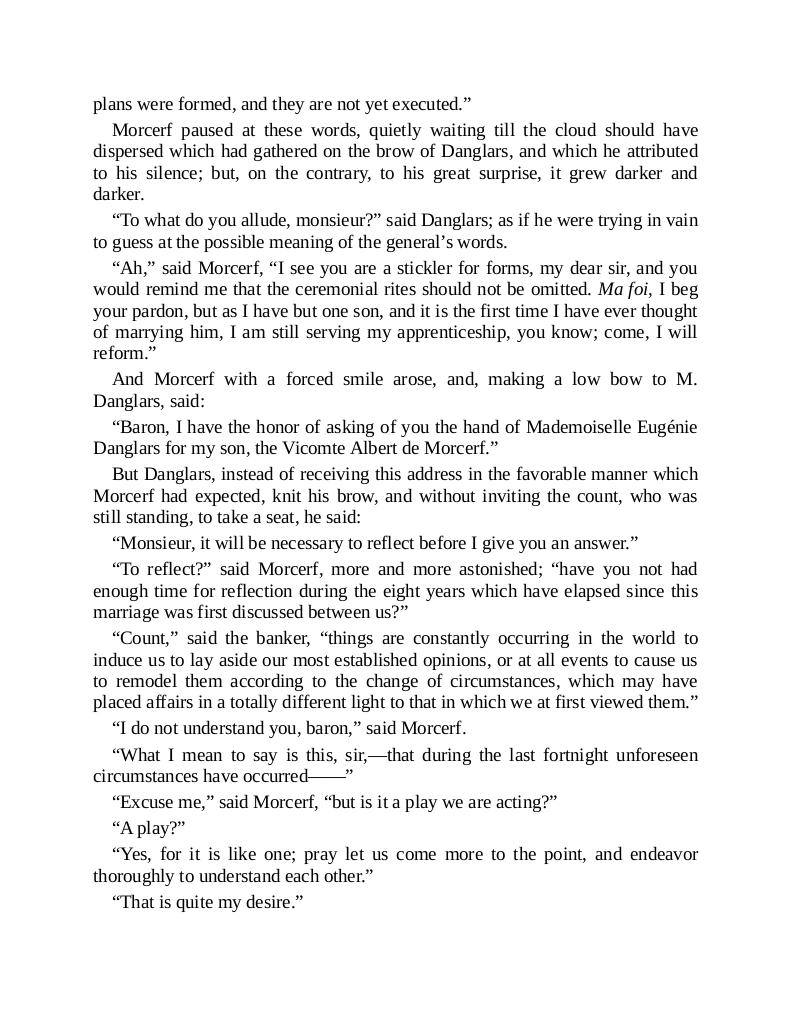 plans were formed, and they are not yet executed.”
Morcerf paused at these words, quietly waiting till the cloud should have
dispersed which had gathered on the brow of Danglars, and which he attributed
to his silence; but, on the contrary, to his great surprise, it grew darker and
darker.
“To what do you allude, monsieur?” said Danglars; as if he were trying in vain
to guess at the possible meaning of the general’s words.
“Ah,” said Morcerf, “I see you are a stickler for forms, my dear sir, and you
would remind me that the ceremonial rites should not be omitted. Ma foi, I beg
your pardon, but as I have but one son, and it is the first time I have ever thought
of marrying him, I am still serving my apprenticeship, you know; come, I will
reform.”
And Morcerf with a forced smile arose, and, making a low bow to M.
Danglars, said:
“Baron, I have the honor of asking of you the hand of Mademoiselle Eugénie
Danglars for my son, the Vicomte Albert de Morcerf.”
But Danglars, instead of receiving this address in the favorable manner which
Morcerf had expected, knit his brow, and without inviting the count, who was
still standing, to take a seat, he said:
“Monsieur, it will be necessary to reflect before I give you an answer.”
“To reflect?” said Morcerf, more and more astonished; “have you not had
enough time for reflection during the eight years which have elapsed since this
marriage was first discussed between us?”
“Count,” said the banker, “things are constantly occurring in the world to
induce us to lay aside our most established opinions, or at all events to cause us
to remodel them according to the change of circumstances, which may have
placed affairs in a totally different light to that in which we at first viewed them.”
“I do not understand you, baron,” said Morcerf.
“What I mean to say is this, sir,—that during the last fortnight unforeseen
circumstances have occurred——”
“Excuse me,” said Morcerf, “but is it a play we are acting?”
“A play?”
“Yes, for it is like one; pray let us come more to the point, and endeavor
thoroughly to understand each other.”
“That is quite my desire.”